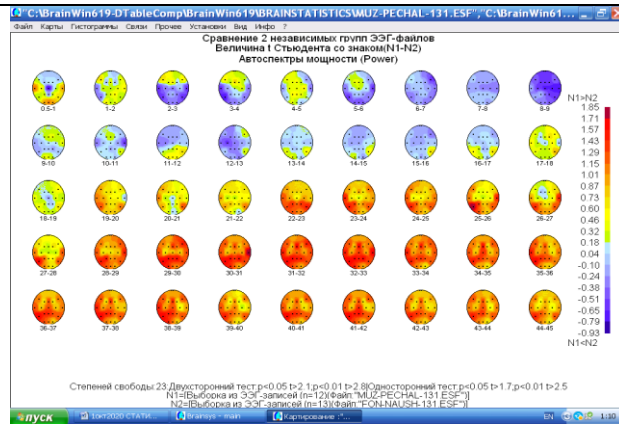 "C:\BrainWin619-DTableComp\BrainWin619\BRAINSTATISTICS\MUZ-PECHAL-131.ESF","C:\BrainWin61...
Файл Карты Гистограммы Связи Прочее Установки Вид Инфо ?
Сравнение 2 независимых групп ЭЭГ-файлов
Величина t Стьюдента со знаком(N1-N2)
Автоспектры мощности (Power)
0.5-1 1-2 2-3 3-4 4-5 5-6 6-7 7-8 8-9
9-10 10-11 11-12 12-13 13-14 14-15 15-16 16-17 17-18
18-19 19-20 20-21 21-22 22-23 23-24 24-25 25-26 26-27
27-28 28-29 29-30 30-31 31-32 32-33 33-34 34-35 35-36
36-37 37-38 38-39 39-40 40-41 41-42 42-43 43-44 44-45
N1>N2
1.85
1.71
1.57
1.43
1.29
1.15
1.01
0.87
0.73
0.60
0.46
0.32
0.18
0.04
-0.10
-0.24
-0.38
-0.51
-0.65
-0.79
-0.93
N1<N2
Степеней свободы:23:Двухсторонний тест:p<0.05 t>2.1;p<0.01 t>2.8|Односторонний тест:p<0.05 t>1.7;p<0.01 t>2.5
N1=[Выборка из ЭЭГ-записей (n=12)(Файл:"MUZ-PECHAL-131.ESF")]
N2=[Выборка из ЭЭГ-записей (n=13)(Файл:"FON-NAUSH-131.ESF")]
пуск 1окт2020 СТАТИ... Brainsys - main Картирование :"... EN 1:10